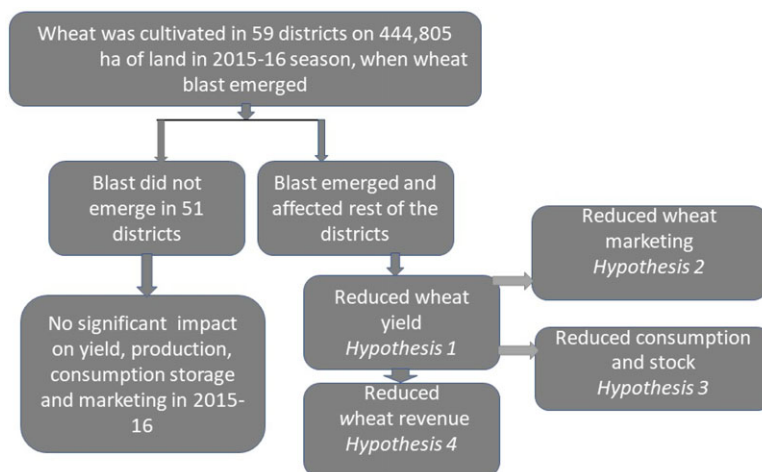 Wheat was cultivated in 59 districts on 444,805
ha of land in 2015-16 season, when wheat
blast emerged
Blast did not
emerge in 51
districts
Blast emerged and
affected rest of the
districts
No significant impact
on yield, production,
consumption storage
and marketing in 2015-
16
Reduced wheat
yield
Hypothesis 1
Reduced wheat
marketing
Hypothesis 2
Reduced consumption
and stock
Hypothesis 3
Reduced
wheat revenue
Hypothesis 4